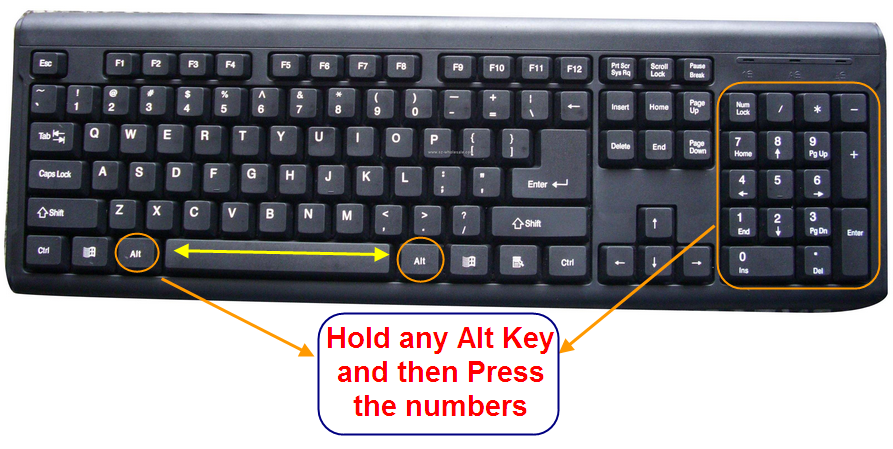 Esc F1 F2 F3 F4 F5 F6 F7 F8 F9 F10 F11 F12 Prt Scr Sys Rq Scroll Lock Pause Break
~ ` ! 1 @ 2 # 3 $ 4 % 5 ^ 6 & 7 * 8 ( 9 ) 0 — - + = | \ ← Insert Home Page Up Num Lock / * −
Tab Q W E R T Y U I O P { [ } ] Delete End Page Down 7 Home 8 ↑ 9 Pg Up +
Caps Lock A S D F G H J K L : ; " , Enter 4 ← 5 6 →
⇧Shift Z X C V B N M < , > . ? / ⇧Shift ↑ 1 End 2 ↓ 3 Pg Dn Enter
Ctrl Alt Alt Ctrl ← ↓ → 0 Ins . Del
Hold any Alt Key
and then Press
the numbers